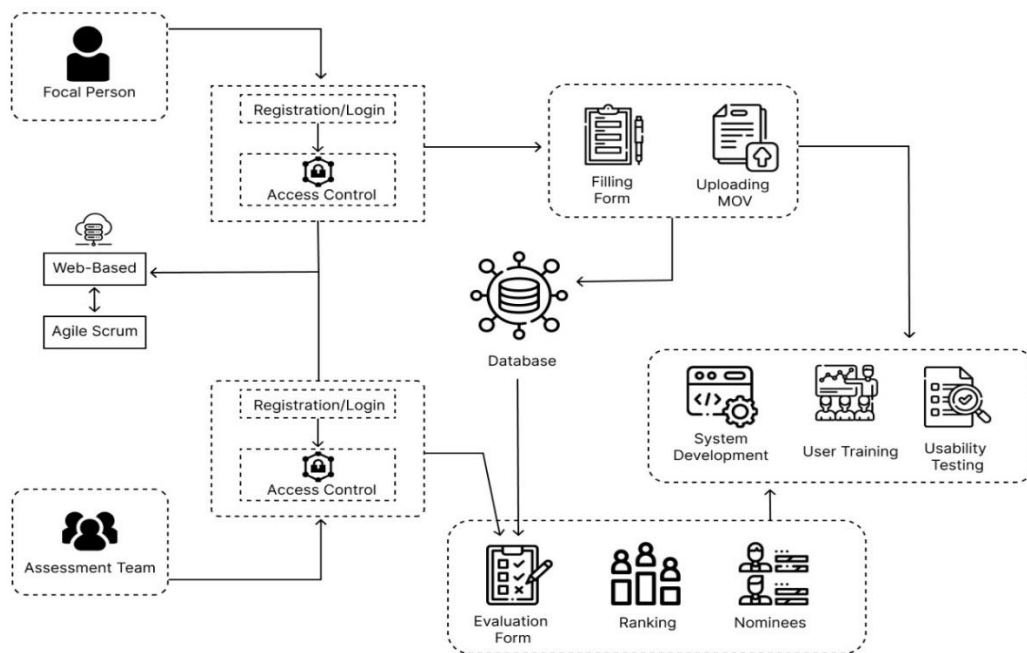 Focal Person
Registration/Login
Access Control
Filling
Form
Uploading
MOV
Web-Based
Agile Scrum
Database
Registration/Login
Access Control
System
Development
User Training
Usability
Testing
Assessment Team
Evaluation
Form
Ranking
Nominees